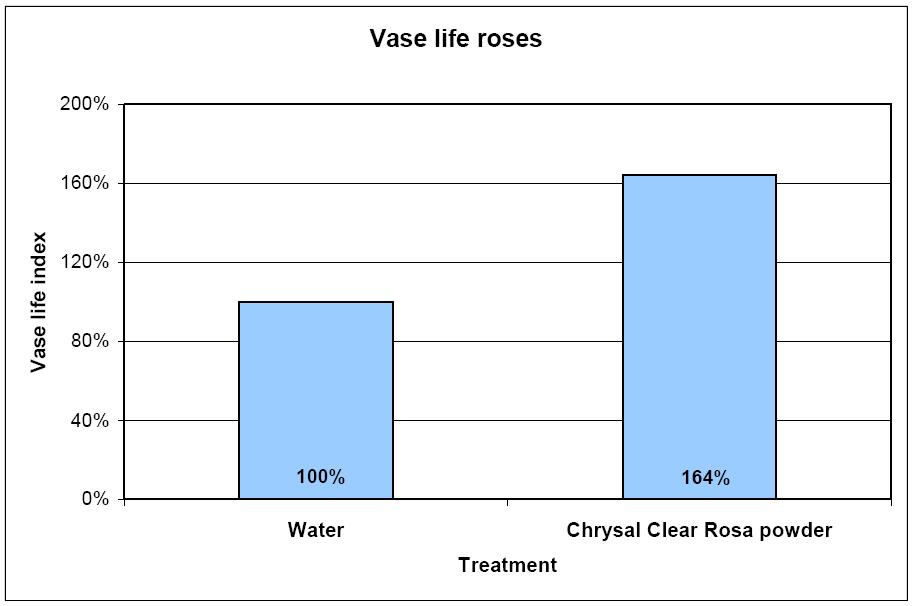 Vase life roses
200%
160%
120%
80%
40%
0%
Vase life index
100%
164%
Water
Chrysal Clear Rosa powder
Treatment